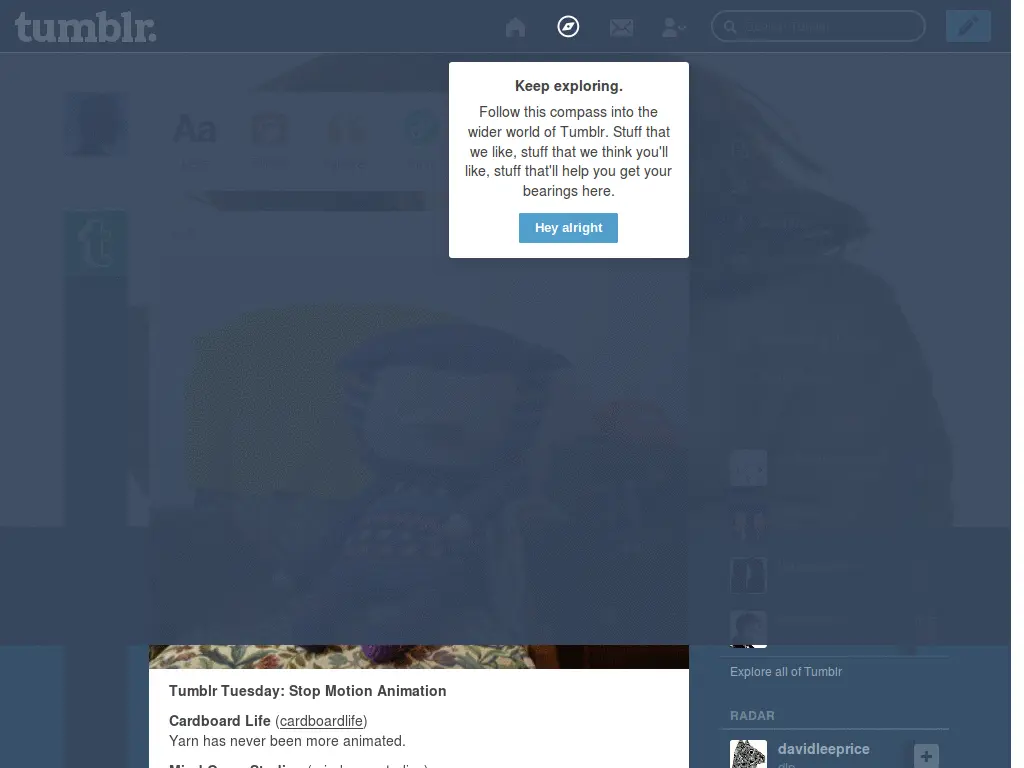 tumblr.
Keep exploring.
Follow this compass into the
wider world of Tumblr. Stuff that
we like, stuff that we think you'll
like, stuff that'll help you get your
bearings here.
Hey alright
Aa
Explore all of Tumblr
Tumblr Tuesday: Stop Motion Animation
Cardboard Life (cardboardlife)
Yarn has never been more animated.
RADAR
davidleeprice